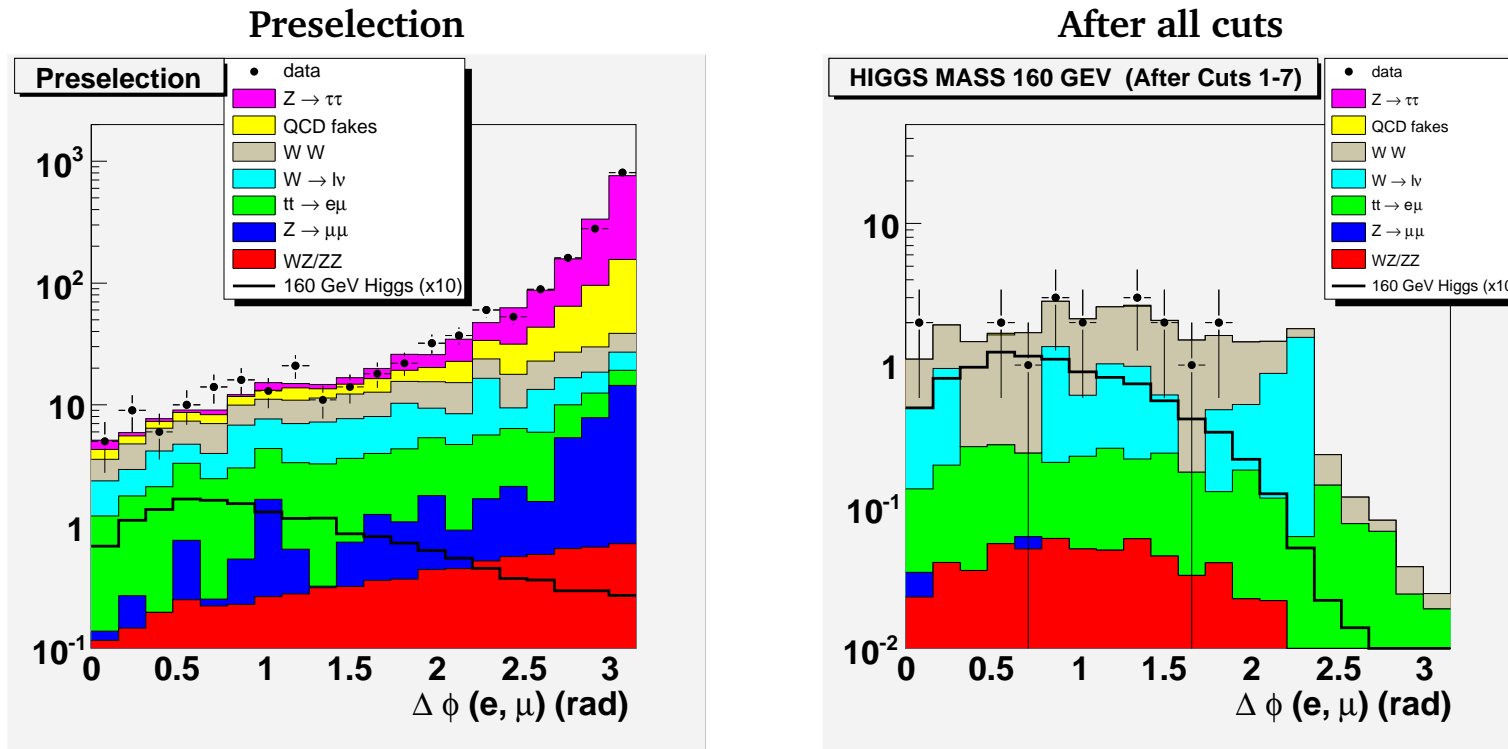 Preselection
Preselection
data
Z → ττ
QCD fakes
W W
W → lν
tt → eμ
Z → μμ
WZ/ZZ
160 GeV Higgs (x10)
10³
10²
10
1
10⁻¹
0 0.5 1 1.5 2 2.5 3
Δ ϕ (e, μ) (rad)
After all cuts
HIGGS MASS 160 GEV (After Cuts 1-7)
data
Z → ττ
QCD fakes
W W
W → lν
tt → eμ
Z → μμ
WZ/ZZ
160 GeV Higgs (x10
10
1
10⁻¹
10⁻²
0 0.5 1 1.5 2 2.5 3
Δ ϕ (e, μ) (rad)